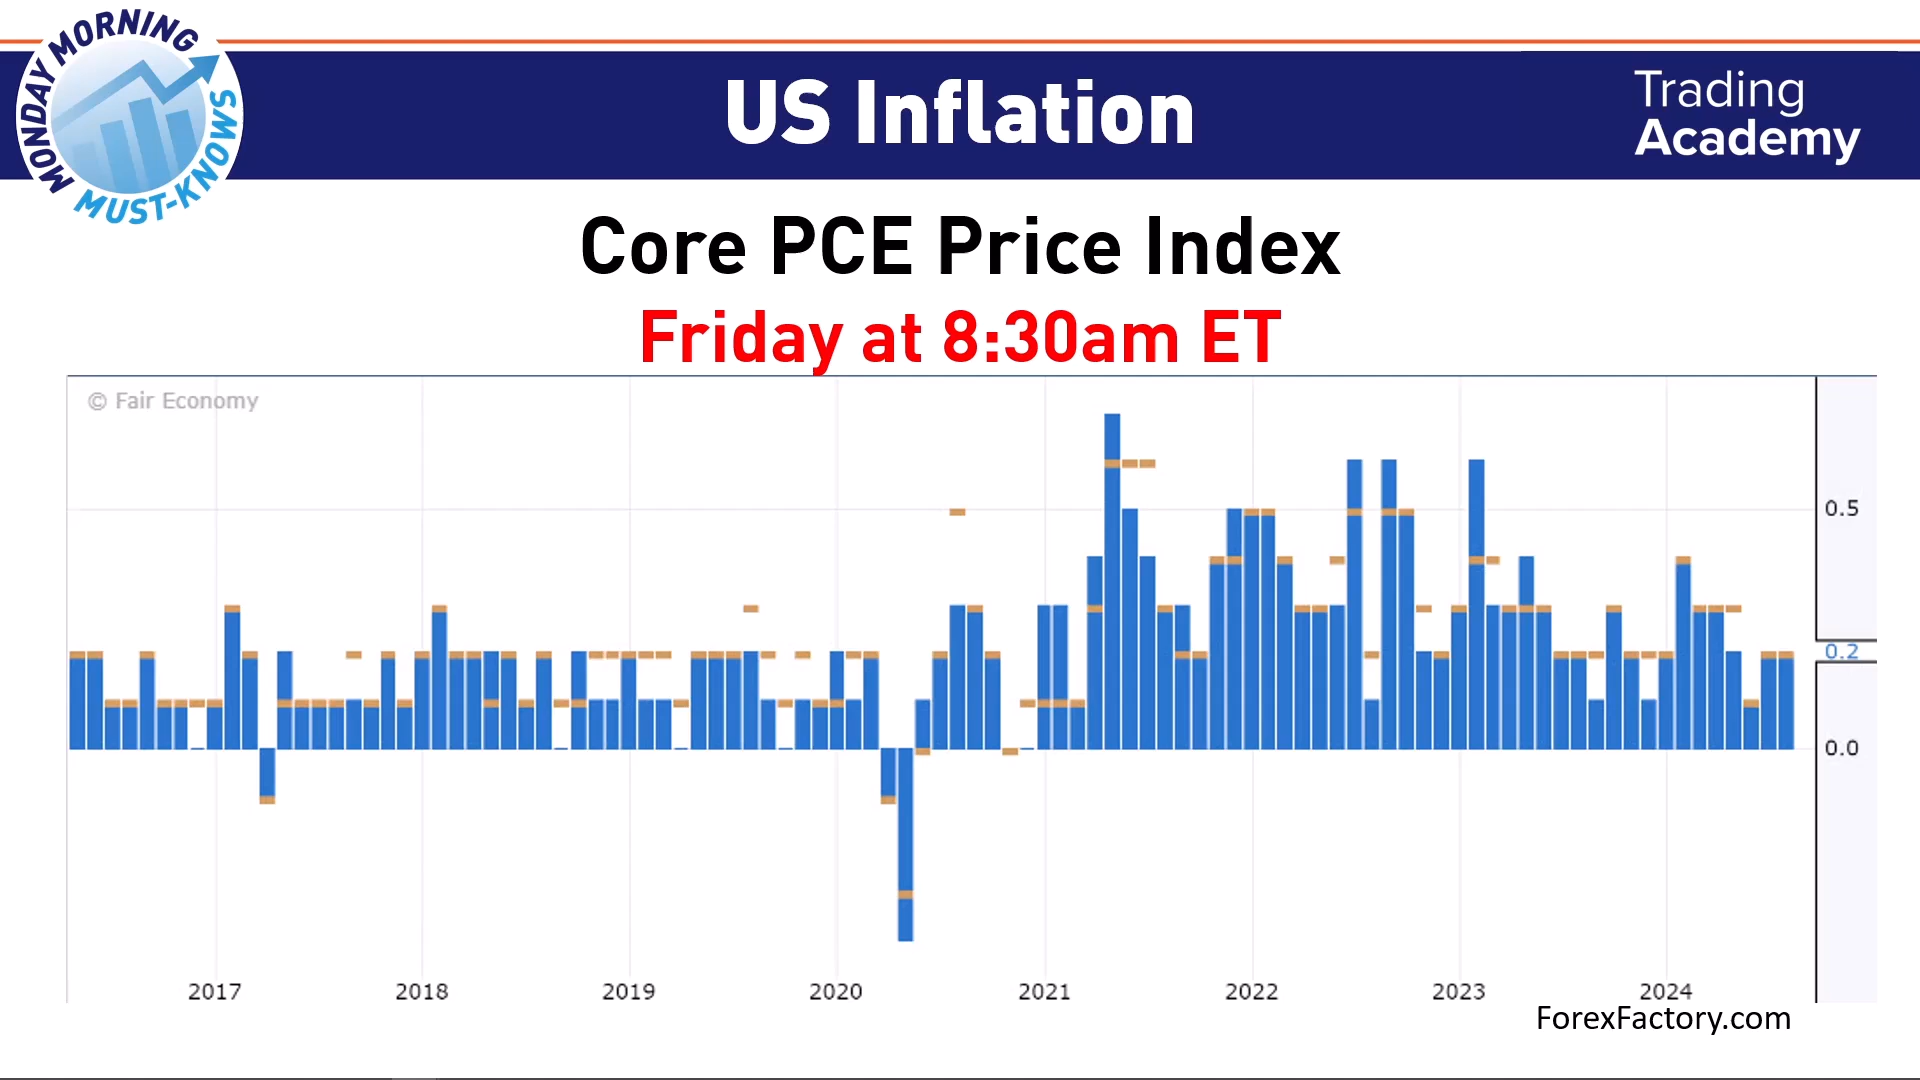 MONDAY MORNING
MUST-KNOWS
US Inflation
Trading
Academy
Core PCE Price Index
Friday at 8:30am ET
© Fair Economy
0.5
0.2
0.0
2017 2018 2019 2020 2021 2022 2023 2024
ForexFactory.com